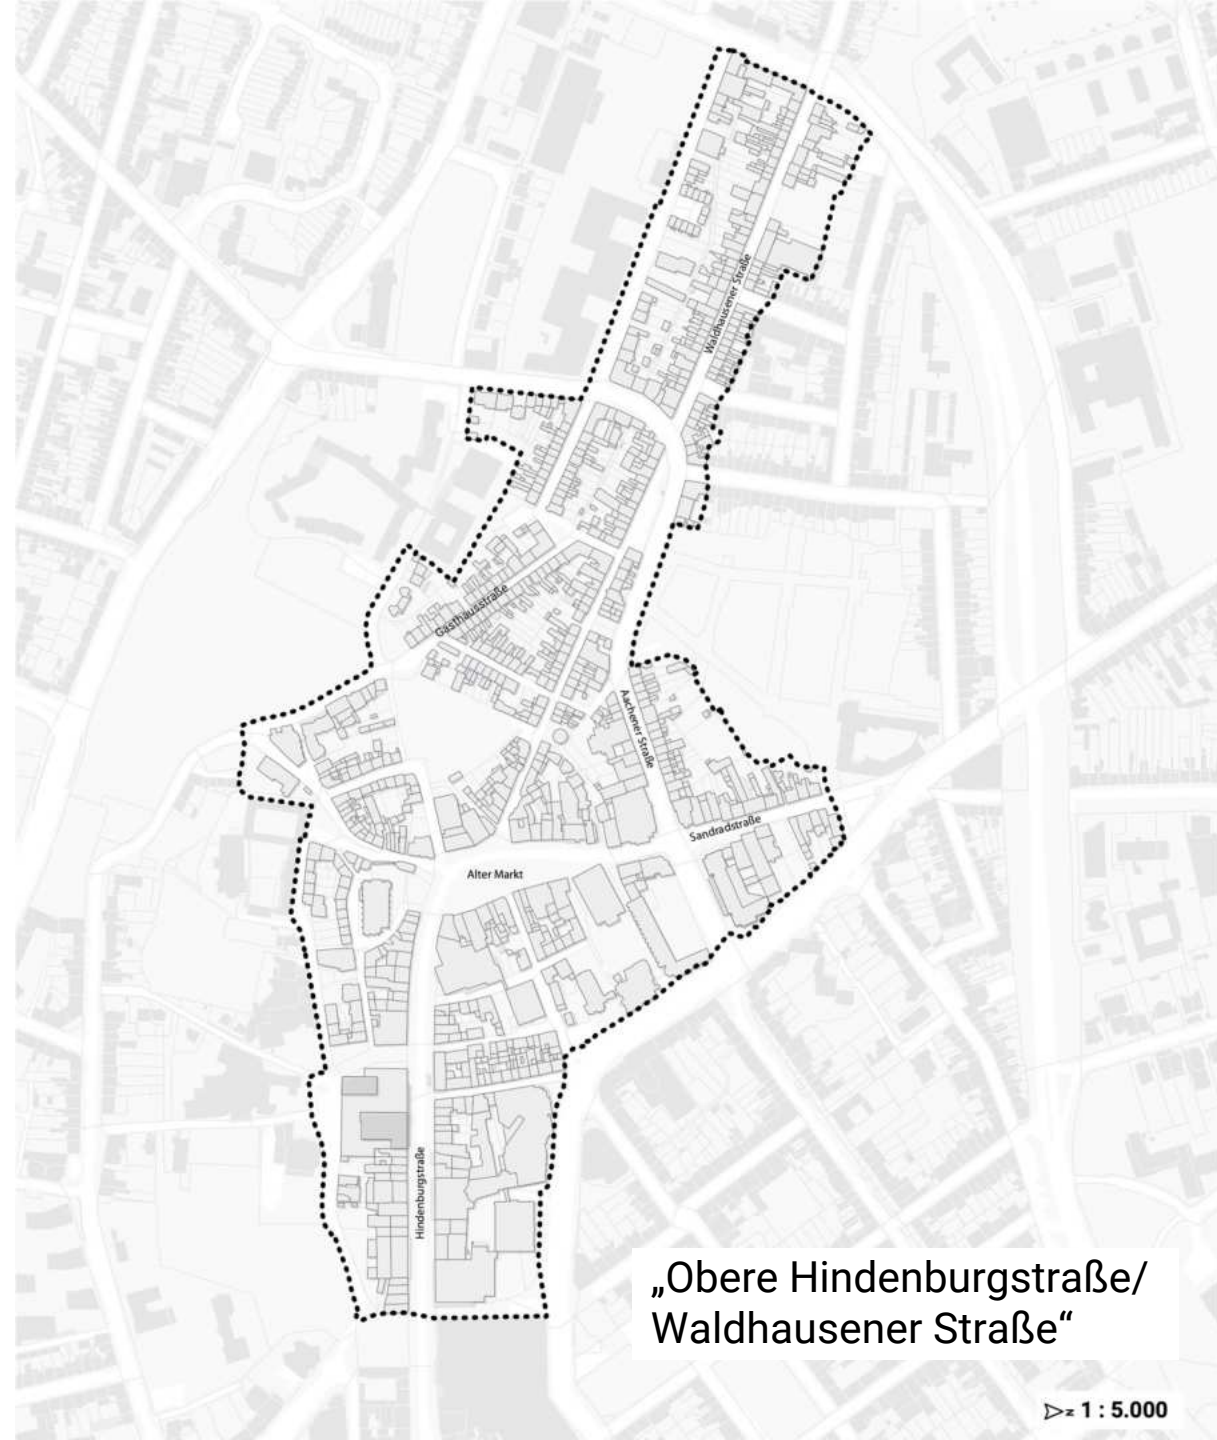 Waldhausener Straße
Gasthausstraße
Aachener Straße
Sandradstraße
Alter Markt
Hindenburgstraße
„Obere Hindenburgstraße/
Waldhausener Straße“
z 1 : 5.000